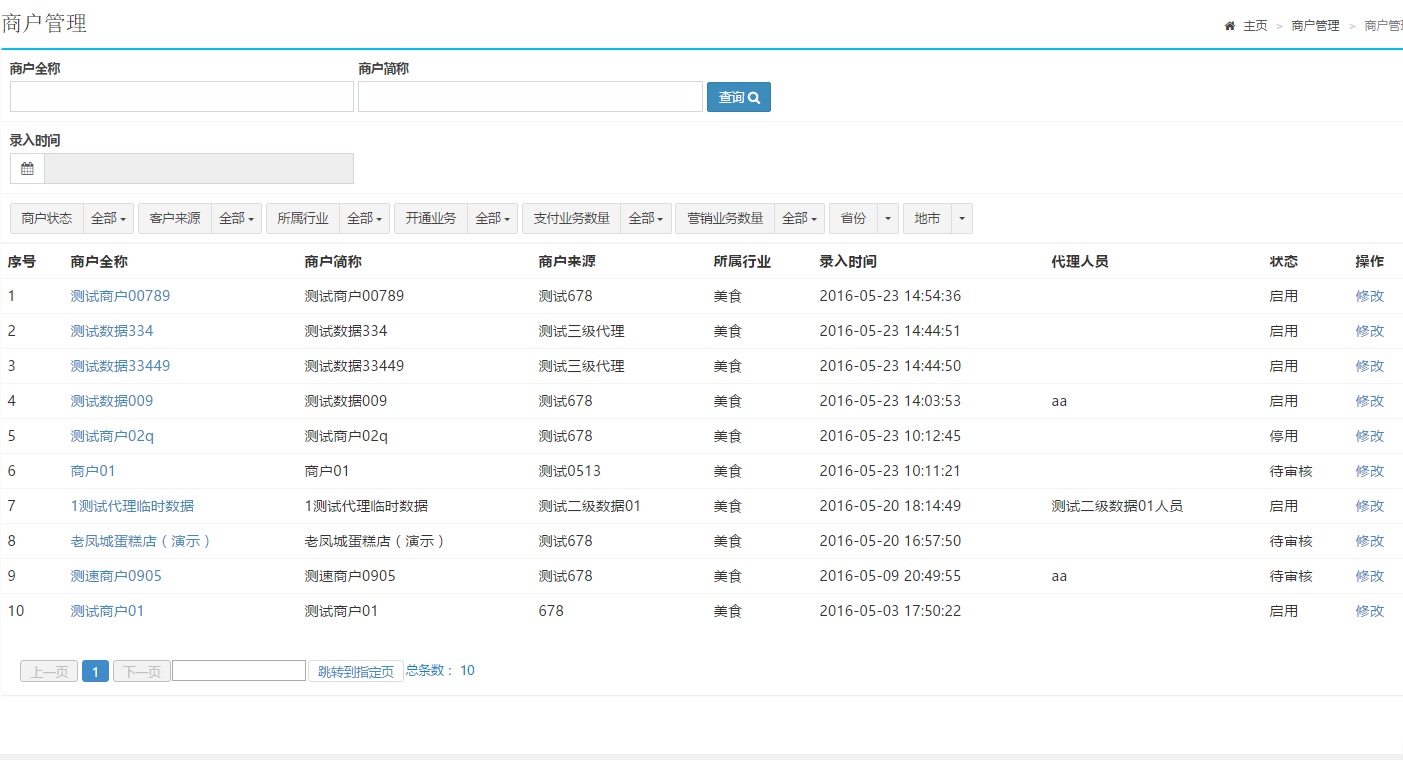 商户管理
主页 > 商户管理 > 商户管
商户全称 商户简称
查询
录入时间
商户状态 全部 客户来源 全部 所属行业 全部 开通业务 全部 支付业务数量 全部 营销业务数量 全部 省份 地市
序号 商户全称 商户简称 商户来源 所属行业 录入时间 代理人员 状态 操作
1 测试商户00789 测试商户00789 测试678 美食 2016-05-23 14:54:36 启用 修改
2 测试数据334 测试数据334 测试三级代理 美食 2016-05-23 14:44:51 启用 修改
3 测试数据33449 测试数据33449 测试三级代理 美食 2016-05-23 14:44:50 启用 修改
4 测试数据009 测试数据009 测试678 美食 2016-05-23 14:03:53 aa 启用 修改
5 测试商户02q 测试商户02q 测试678 美食 2016-05-23 10:12:45 停用 修改
6 商户01 商户01 测试0513 美食 2016-05-23 10:11:21 待审核 修改
7 1测试代理临时数据 1测试代理临时数据 测试二级数据01 美食 2016-05-20 18:14:49 测试二级数据01人员 启用 修改
8 老凤城蛋糕店（演示） 老凤城蛋糕店（演示） 测试678 美食 2016-05-20 16:57:50 待审核 修改
9 测速商户0905 测速商户0905 测试678 美食 2016-05-09 20:49:55 aa 待审核 修改
10 测试商户01 测试商户01 678 美食 2016-05-03 17:50:22 启用 修改
上一页 1 下一页 跳转到指定页 总条数： 10